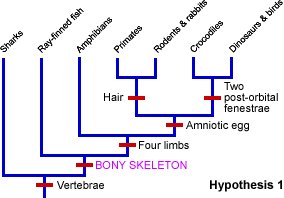 Sharks
Ray-finned fish
Amphibians
Primates
Rodents & rabbits
Crocodiles
Dinosaurs & birds
Hair
Two
post-orbital
fenestrae
Amniotic egg
Four limbs
BONY SKELETON
Vertebrae
Hypothesis 1